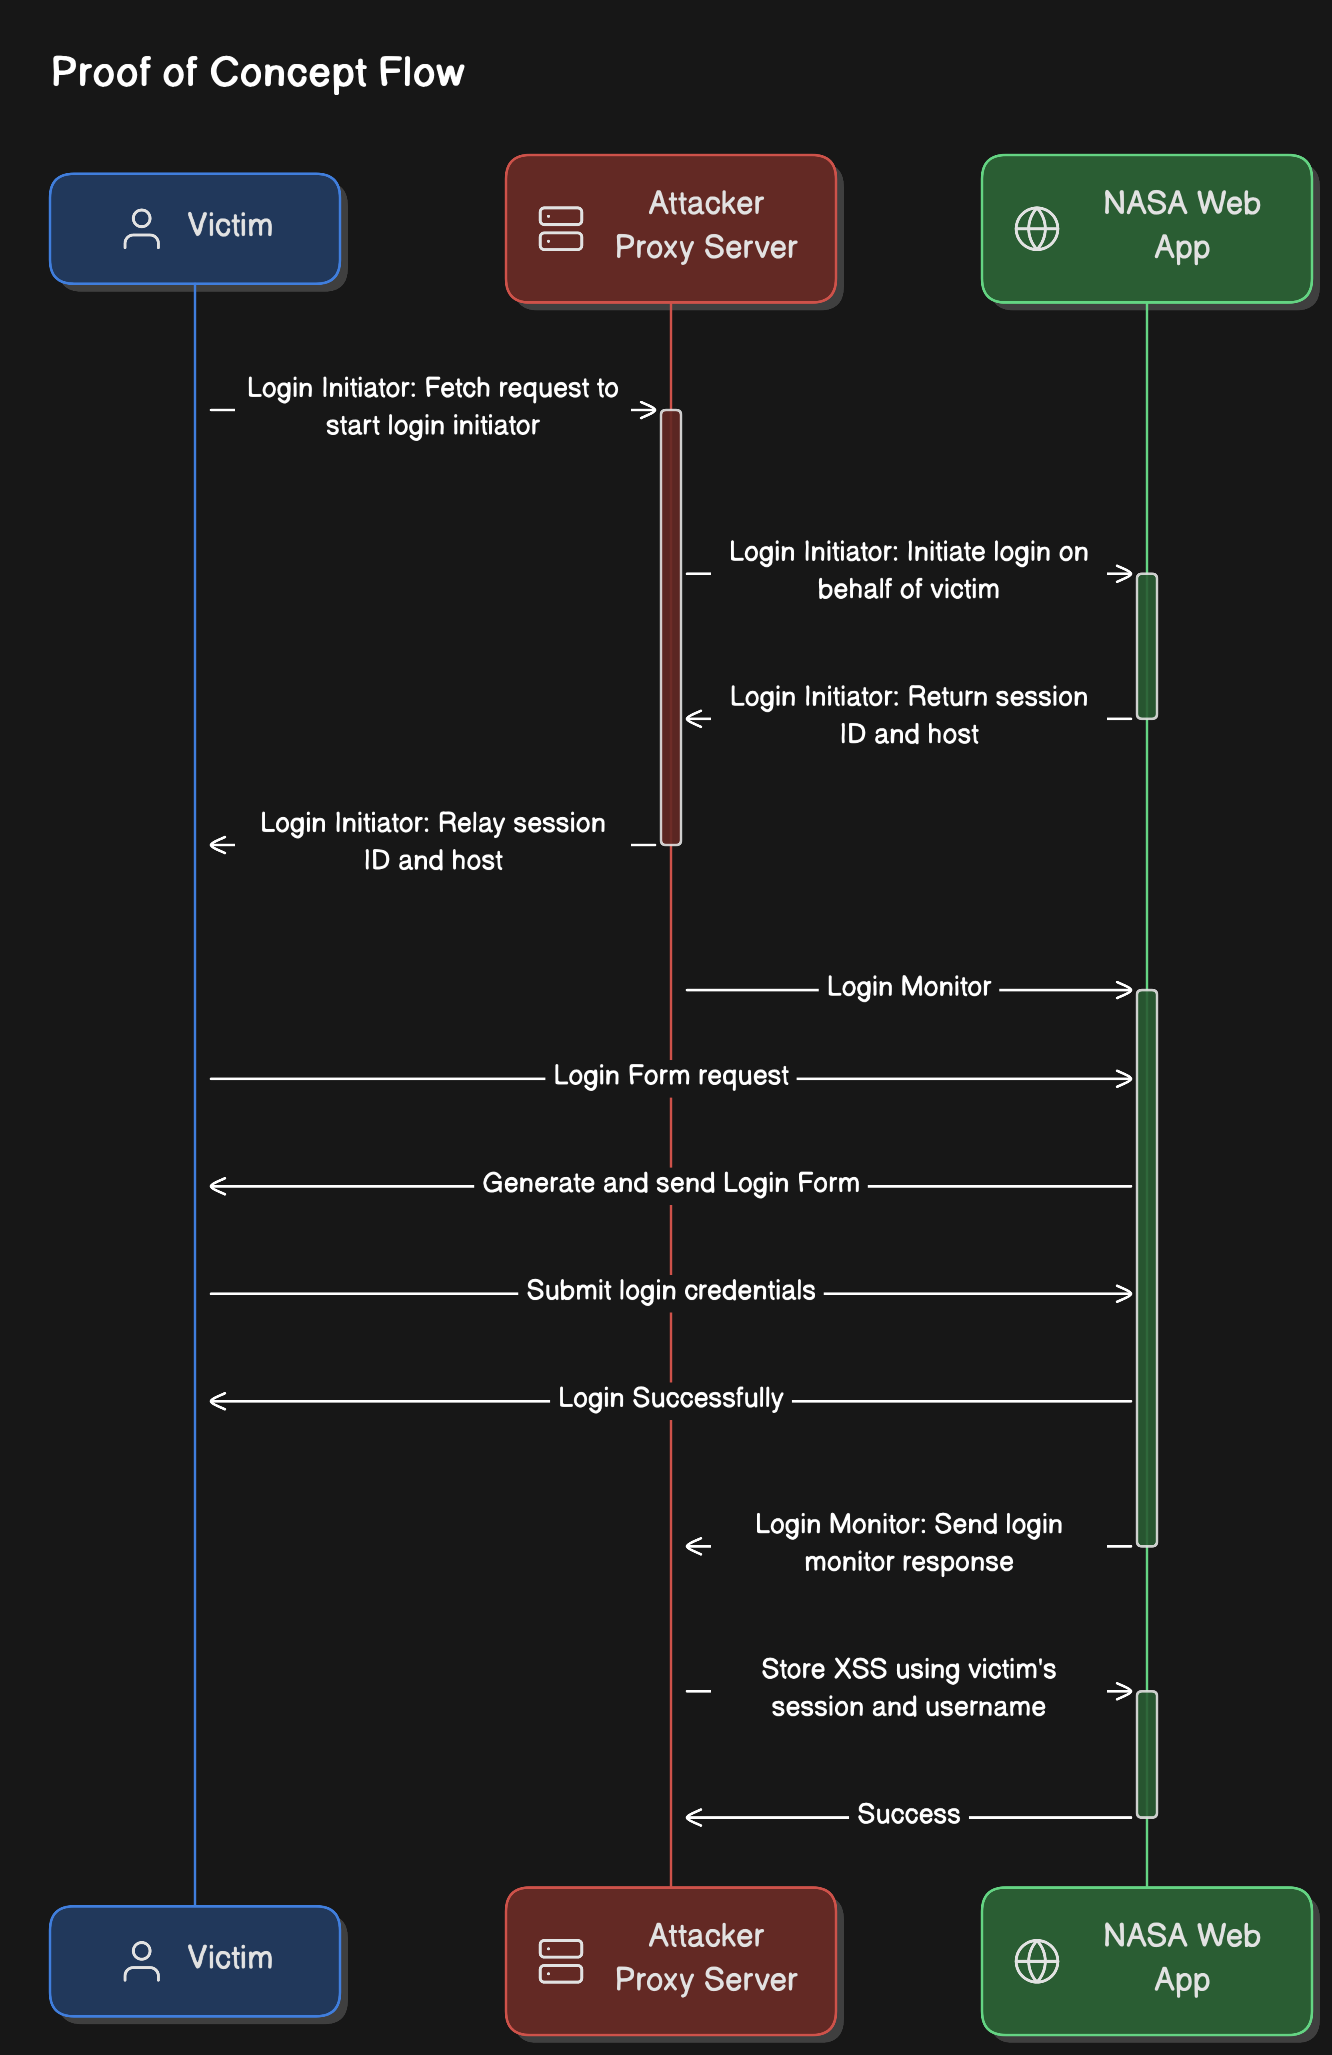 Proof of Concept Flow
Victim
Attacker
Proxy Server
NASA Web
App
Login Initiator: Fetch request to
start login initiator
Login Initiator: Initiate login on
behalf of victim
Login Initiator: Return session
ID and host
Login Initiator: Relay session
ID and host
Login Monitor
Login Form request
Generate and send Login Form
Submit login credentials
Login Successfully
Login Monitor: Send login
monitor response
Store XSS using victim's
session and username
Success
Victim
Attacker
Proxy Server
NASA Web
App